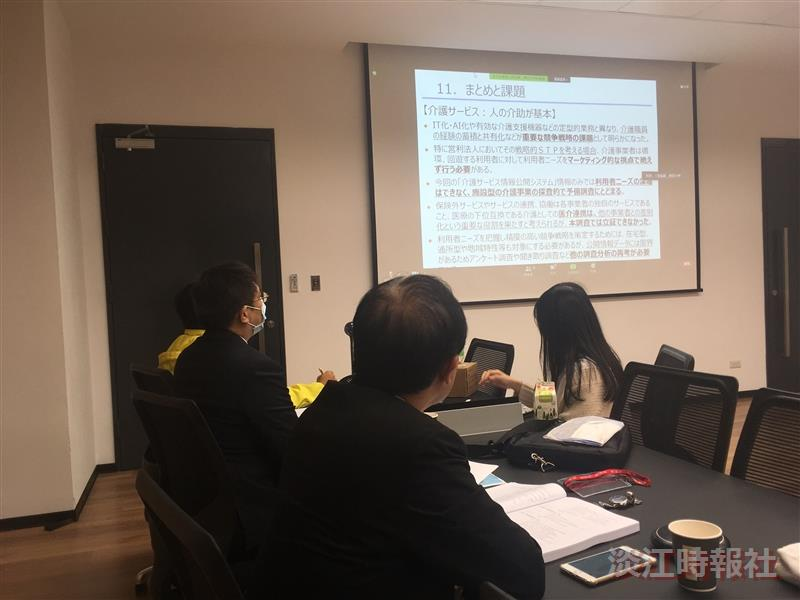 11. まとめと課題
【介護サービス：人の介助が基本】
• IT化・AI化や有効な介護支援機器などの定型的業務と異なり、介護職員
の経験の蓄積と共有化などが重要な競争戦略の課題として明らかになった。
• 特に営利法人においてその戦略的STPを考える場合、介護事業者は循
環、回遊する利用者に対して利用者ニーズをマーケティング的な視点で絶え
ず行う必要がある。
• 今回の「介護サービス情報公開システム」情報のみでは利用者ニーズの把握
はできなく、施設型の介護事業の探査的で予備調査にとどまる。
• 保険外サービスやサービスの連携、協働は各事業者の独自のサービスである
こと、医療の下位互換である介護としての医介連携は、他の事業者との差別
化という重要な役割を果たすと考えられるが、本調査では立証できなかった。
• 利用者ニーズを把握し精度の高い競争戦略を策定するためには、在宅型、
通所型や地域特性等も対象にする必要があるが、公開情報データには限界
があるためアンケート調査や聞き取り調査など他の調査分析の再考が必要
淡江時報社